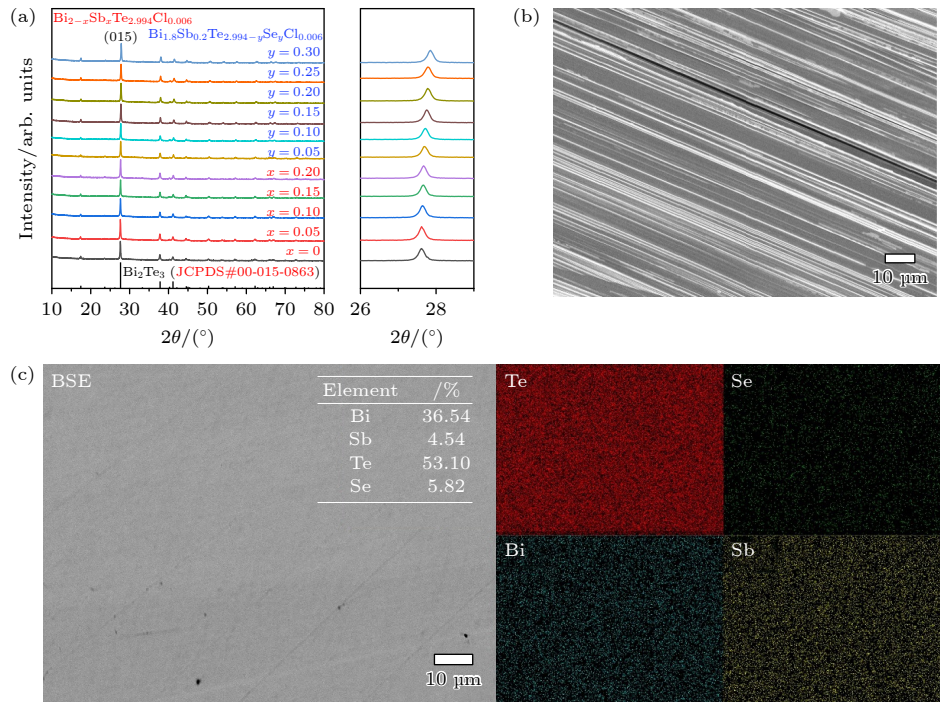 (a)
Bi2−xSbxTe2.994Cl0.006
(015)
Bi1.8Sb0.2Te2.994−ySeyCl0.006
y = 0.30
y = 0.25
y = 0.20
y = 0.15
y = 0.10
y = 0.05
x = 0.20
x = 0.15
x = 0.10
x = 0.05
x = 0
Bi2Te3 (JCPDS#00-015-0863)
Intensity/arb. units
10 20 30 40 50 60 70 80
2θ/(°)
26 28
2θ/(°)
(b)
10 μm
(c)
BSE
Element /%
Bi 36.54
Sb 4.54
Te 53.10
Se 5.82
10 μm
Te
Se
Bi
Sb